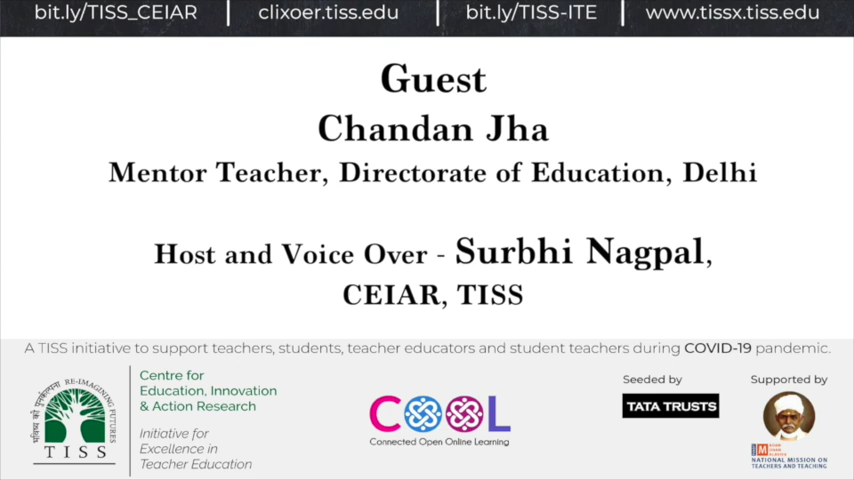 bit.ly/TISS_CEIAR
clixoer.tiss.edu
bit.ly/TISS-ITE
www.tissx.tiss.edu
Guest
Chandan Jha
Mentor Teacher, Directorate of Education, Delhi
Host and Voice Over - Surbhi Nagpal,
CEIAR, TISS
A TISS initiative to support teachers, students, teacher educators and student teachers during COVID-19 pandemic.
RE-IMAGINING FUTURES
TISS
Centre for
Education, Innovation
& Action Research
Initiative for
Excellence in
Teacher Education
COOL
Connected Open Online Learning
Seeded by
TATA TRUSTS
Supported by
NATIONAL MISSION ON
TEACHERS AND TEACHING